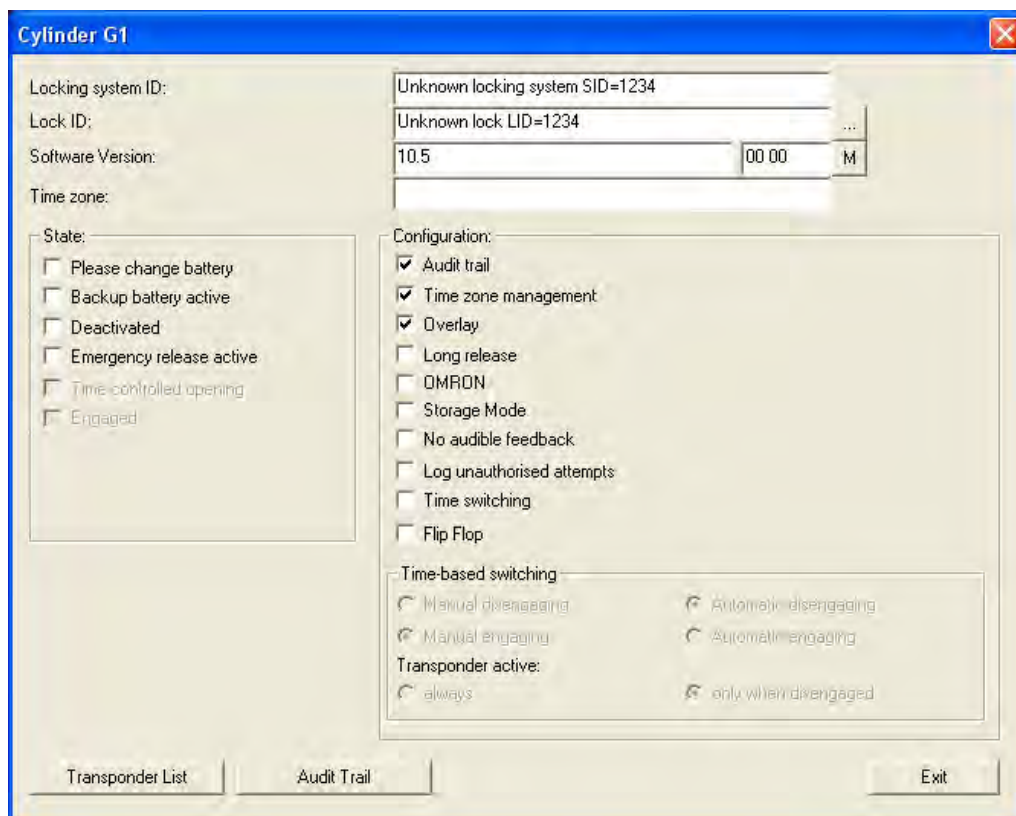 Cylinder G1
Locking system ID: Unknown locking system SID=1234
Lock ID: Unknown lock LID=1234 ...
Software Version: 10.5 00 00 M
Time zone:
State:
Please change battery
Backup battery active
Deactivated
Emergency release active
Time controlled opening
Engaged
Configuration:
Audit trail
Time zone management
Overlay
Long release
OMRON
Storage Mode
No audible feedback
Log unauthorised attempts
Time switching
Flip Flop
Time-based switching
Manual disengaging Automatic disengaging
Manual engaging Automatic engaging
Transponder active:
always only when disengaged
Transponder List Audit Trail Exit